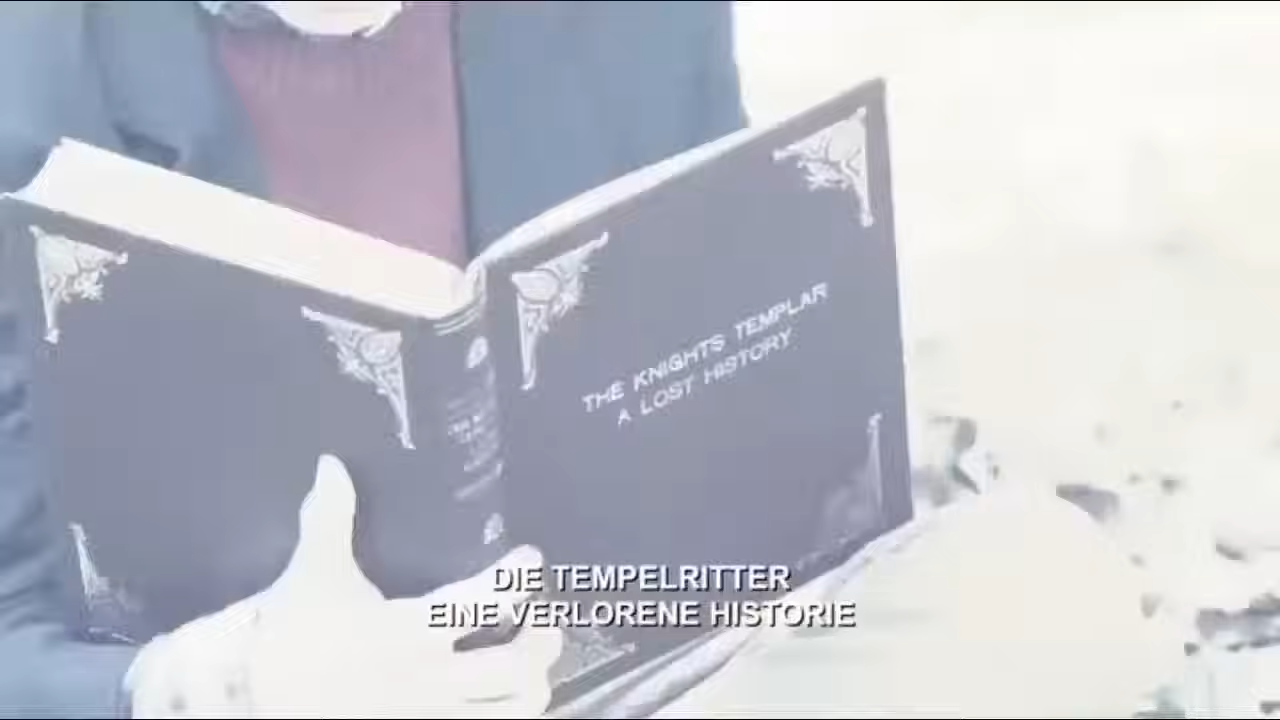 THE KNIGHTS TEMPLAR
A LOST HISTORY
DIE TEMPELRITTER
EINE VERLORENE HISTORIE